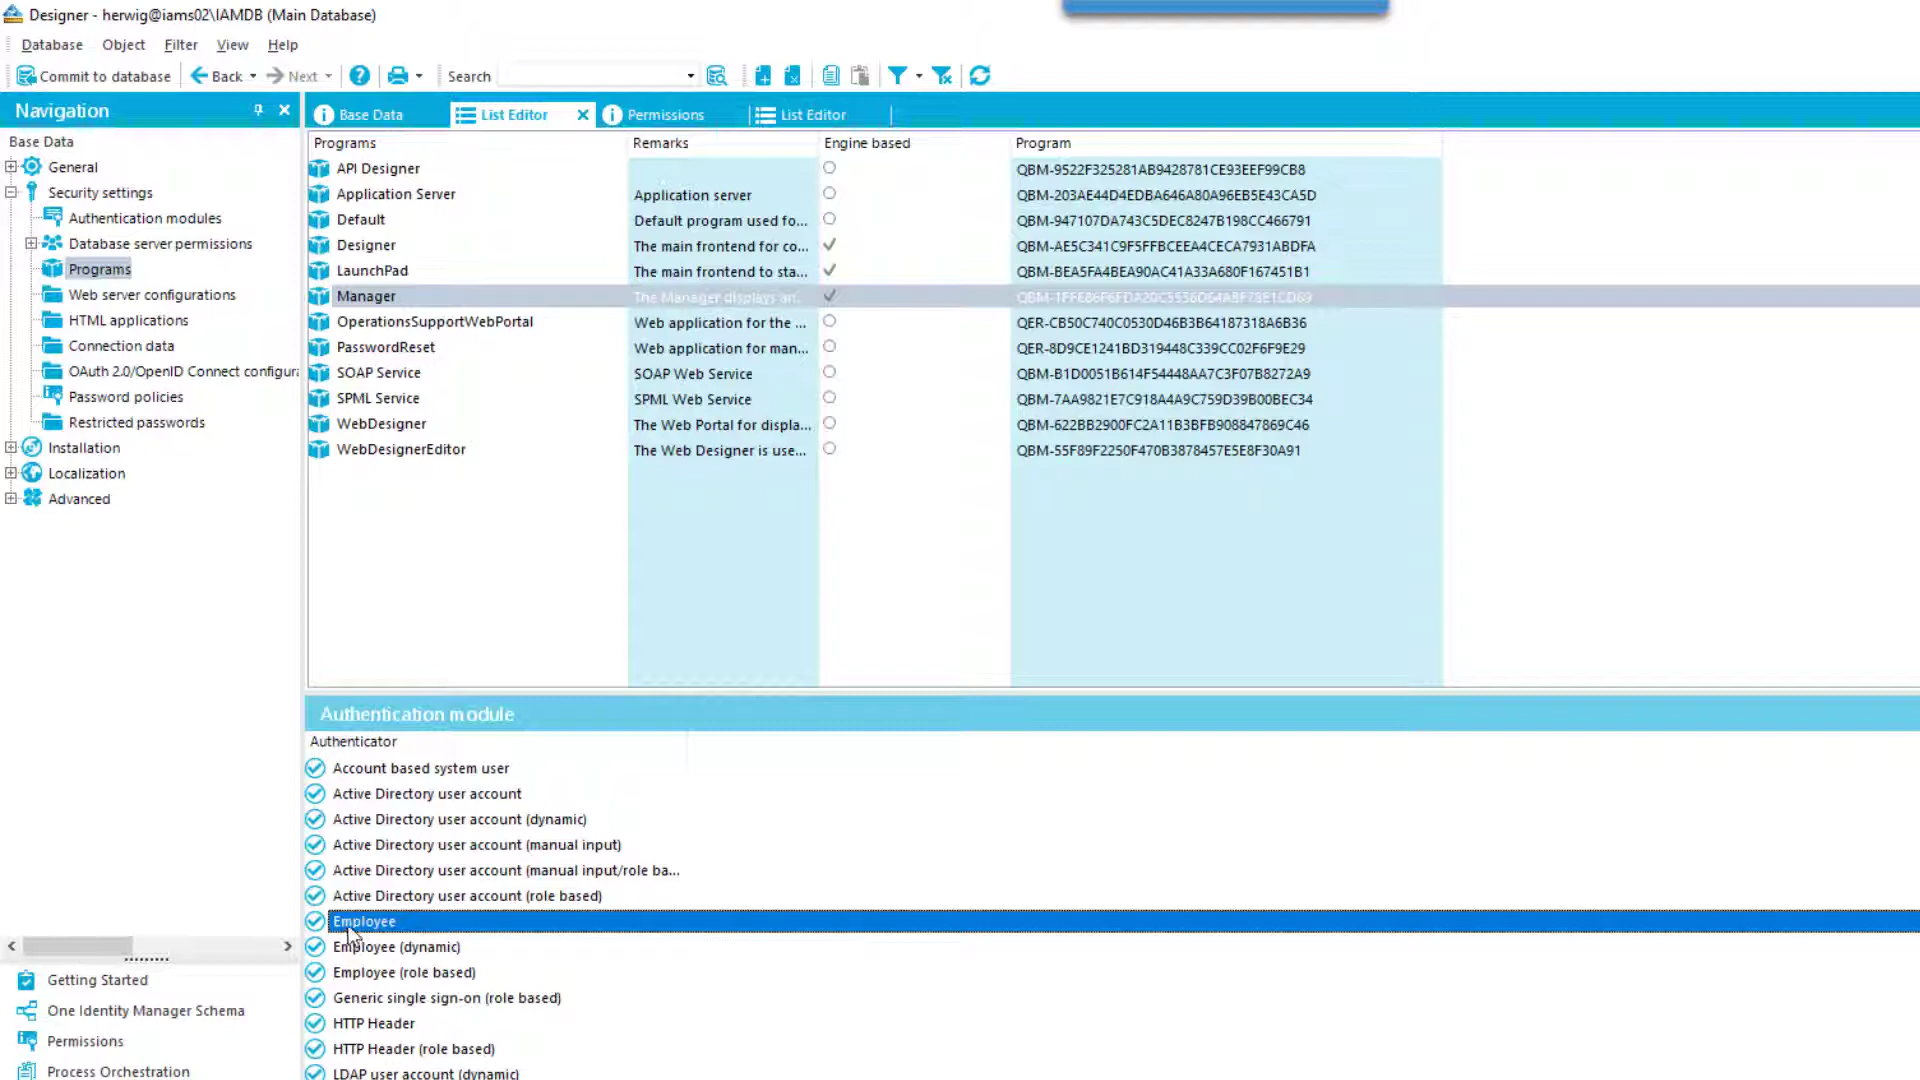 Designer - herwig@iams02\IAMDB (Main Database)
Database Object Filter View Help
Commit to database Back Next Search
Navigation
Base Data List Editor Permissions List Editor
Base Data
General
Security settings
Authentication modules
Database server permissions
Programs
Web server configurations
HTML applications
Connection data
OAuth 2.0/OpenID Connect configura
Password policies
Restricted passwords
Installation
Localization
Advanced
Programs Remarks Engine based Program
API Designer QBM-9522F325281AB9428781CE93EEF99CB8
Application Server Application server QBM-203AE44D4EDBA646A80A96EB5E43CA5D
Default Default program used fo... QBM-947107DA743C5DEC8247B198CC466791
Designer The main frontend for co... QBM-AE5C341C9F5FFBCEEA4CECA7931ABDFA
LaunchPad The main frontend to sta... QBM-BEA5FA4BEA90AC41A33A680F167451B1
Manager The Manager displays an...
OperationsSupportWebPortal Web application for the ... QER-CB50C740C0530D46B3B64187318A6B36
PasswordReset Web application for man... QER-8D9CE1241BD319448C339CC02F6F9E29
SOAP Service SOAP Web Service QBM-B1D0051B614F54448AA7C3F07B8272A9
SPML Service SPML Web Service QBM-7AA9821E7C918A4A9C759D39B00BEC34
WebDesigner The Web Portal for displa... QBM-622BB2900FC2A11B3BFB908847869C46
WebDesignerEditor The Web Designer is use... QBM-55F89F2250F470B3878457E5E8F30A91
Authentication module
Authenticator
Account based system user
Active Directory user account
Active Directory user account (dynamic)
Active Directory user account (manual input)
Active Directory user account (manual input/role ba...
Active Directory user account (role based)
Employee
Employee (dynamic)
Employee (role based)
Generic single sign-on (role based)
HTTP Header
HTTP Header (role based)
LDAP user account (dynamic)
Getting Started
One Identity Manager Schema
Permissions
Process Orchestration